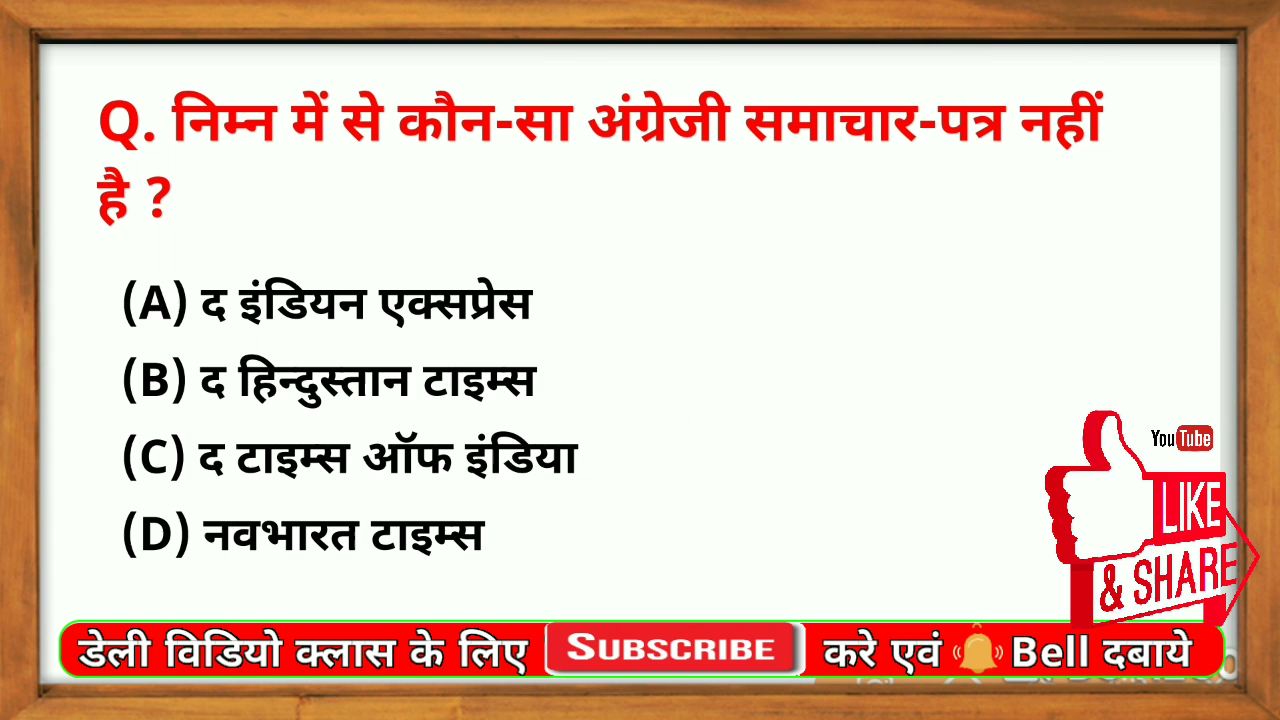 Q. निम्न में से कौन-सा अंग्रेजी समाचार-पत्र नहीं
है ?
(A) द इंडियन एक्सप्रेस
(B) द हिन्दुस्तान टाइम्स
(C) द टाइम्स ऑफ इंडिया
(D) नवभारत टाइम्स
YouTube
LIKE
& SHARE
डेली विडियो क्लास के लिए SUBSCRIBE करे एवं Bell दबाये